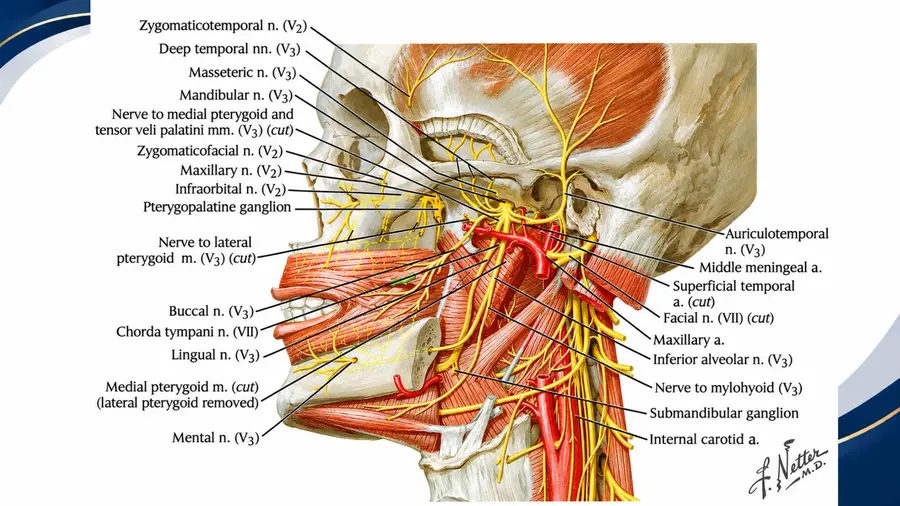 Zygomaticotemporal n. (V2)
Deep temporal nn. (V3)
Masseteric n. (V3)
Mandibular n. (V3)
Nerve to medial pterygoid and
tensor veli palatini mm. (V3) (cut)
Zygomaticofacial n. (V2)
Maxillary n. (V2)
Infraorbital n. (V2)
Pterygopalatine ganglion
Nerve to lateral
pterygoid m. (V3) (cut)
Buccal n. (V3)
Chorda tympani n. (VII)
Lingual n. (V3)
Medial pterygoid m. (cut)
(lateral pterygoid removed)
Mental n. (V3)
Auriculotemporal
n. (V3)
Middle meningeal a.
Superficial temporal
a. (cut)
Facial n. (VII) (cut)
Maxillary a.
Inferior alveolar n. (V3)
Nerve to mylohyoid (V3)
Submandibular ganglion
Internal carotid a.
F. Netter
M.D.